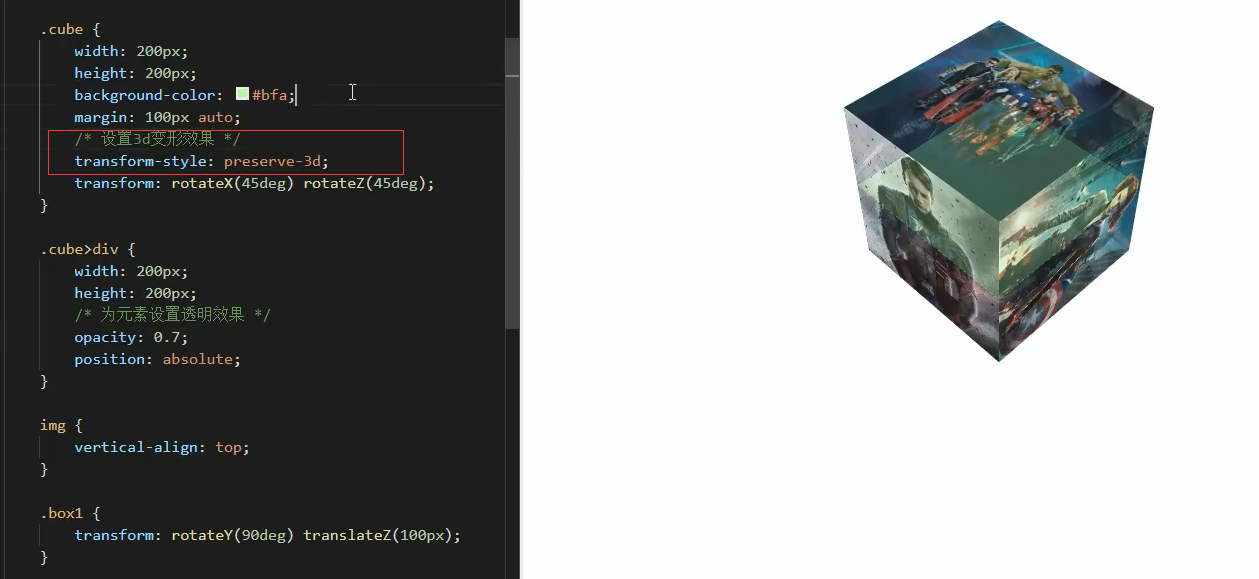 .cube {
width: 200px;
height: 200px;
background-color: #bfa;
margin: 100px auto;
/* 设置3d变形效果 */
transform-style: preserve-3d;
transform: rotateX(45deg) rotateZ(45deg);
}
.cube>div {
width: 200px;
height: 200px;
/* 为元素设置透明效果 */
opacity: 0.7;
position: absolute;
}
img {
vertical-align: top;
}
.box1 {
transform: rotateY(90deg) translateZ(100px);
}